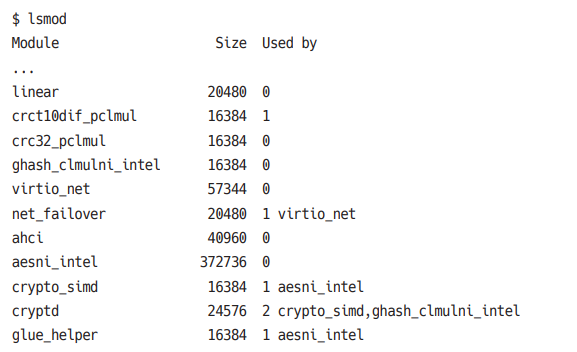 $ lsmod
Module                  Size  Used by
...
linear                 20480  0
crct10dif_pclmul       16384  1
crc32_pclmul           16384  0
ghash_clmulni_intel    16384  0
virtio_net             57344  0
net_failover           20480  1 virtio_net
ahci                   40960  0
aesni_intel           372736  0
crypto_simd            16384  1 aesni_intel
cryptd                 24576  2 crypto_simd,ghash_clmulni_intel
glue_helper            16384  1 aesni_intel